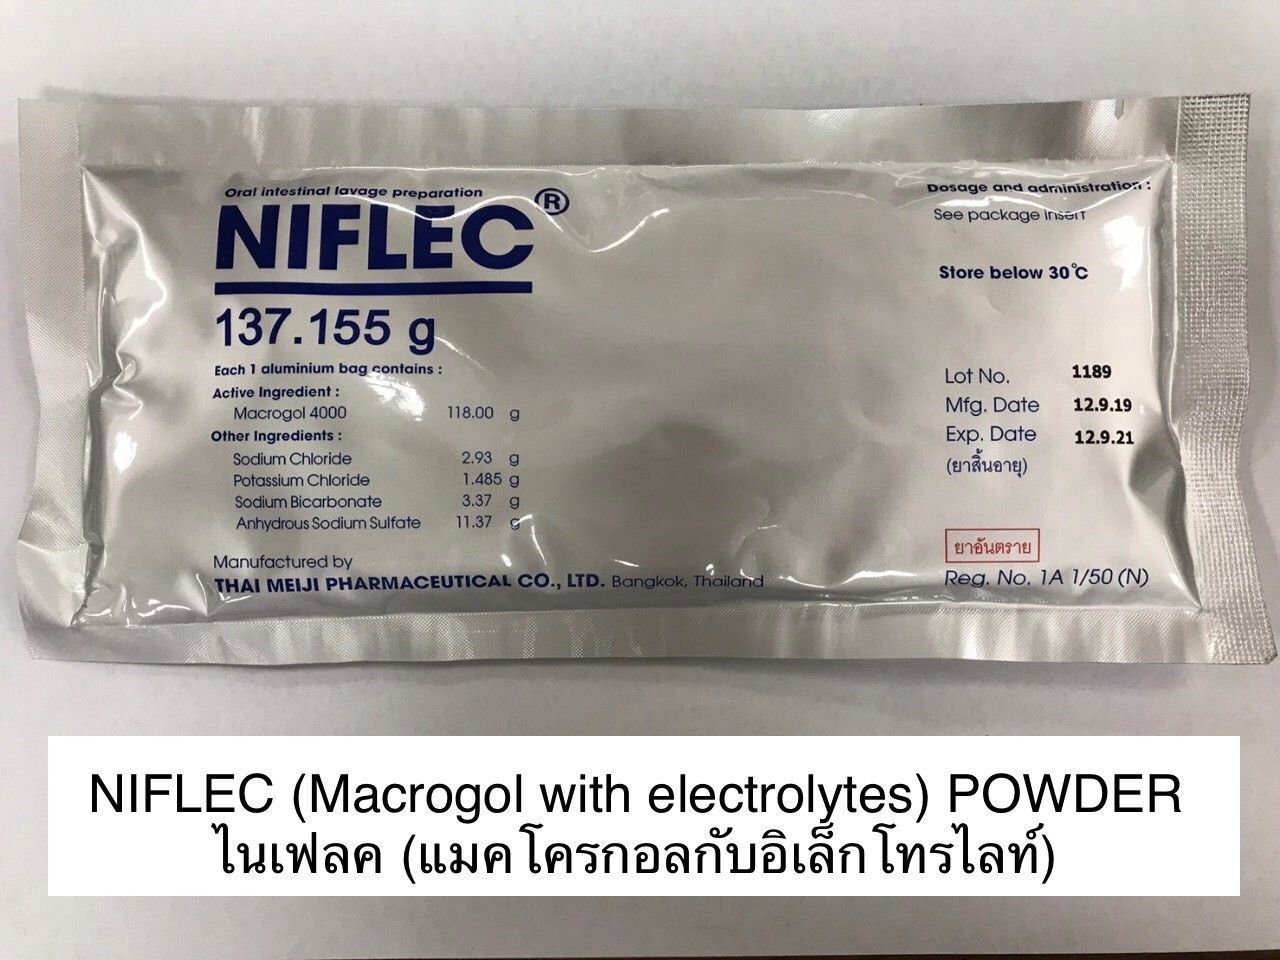 Oral intestinal lavage preparation
NIFLEC®
137.155 g
Each 1 aluminium bag contains :
Active Ingredient :
Macrogol 4000 118.00 g
Other Ingredients :
Sodium Chloride 2.93 g
Potassium Chloride 1.485 g
Sodium Bicarbonate 3.37 g
Anhydrous Sodium Sulfate 11.37 g
Manufactured by
THAI MEIJI PHARMACEUTICAL CO., LTD. Bangkok, Thailand
Dosage and administration :
See package insert
Store below 30°C
Lot No. 1189
Mfg. Date 12.9.19
Exp. Date 12.9.21
(ยาสิ้นอายุ)
ยาอันตราย
Reg. No. 1A 1/50 (N)
NIFLEC (Macrogol with electrolytes) POWDER
ไนเฟลค (แมคโครกอลกับอิเล็กโทรไลท์)